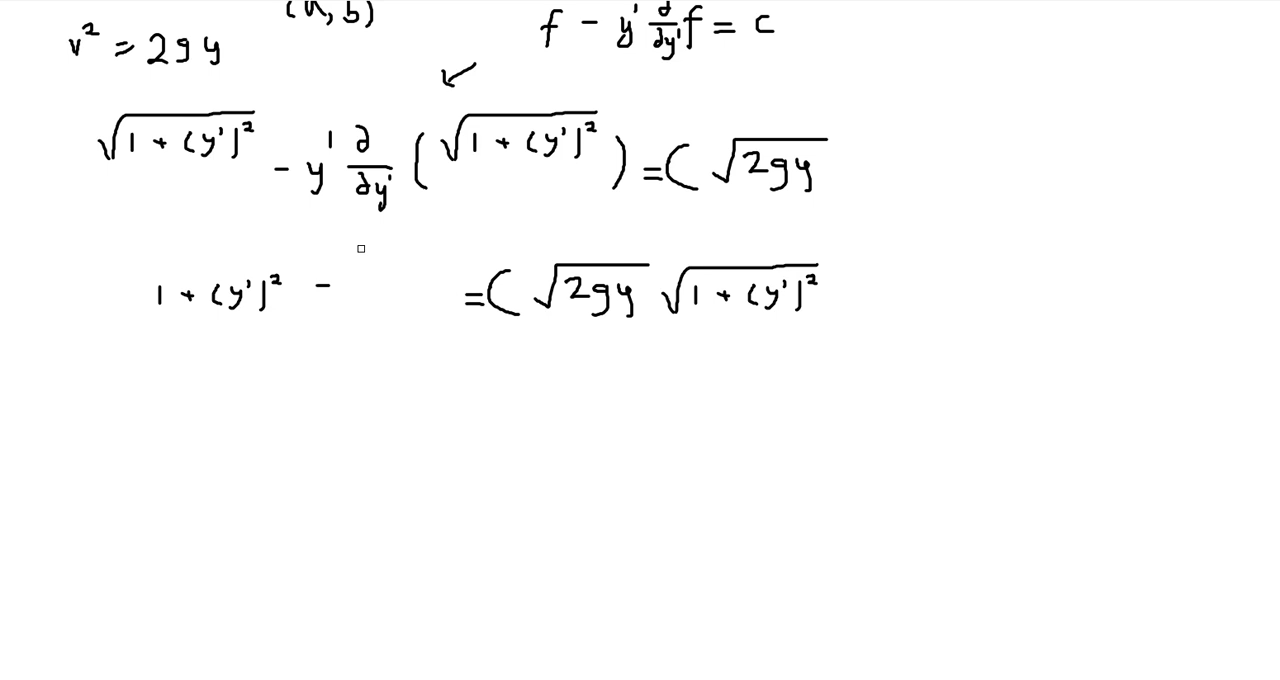 (a, b)
f - y' ∂/∂y' f = c
v² = 2gy
√(1 + (y')²) - y' ∂/∂y' (√(1 + (y')²)) = C √(2gy)
1 + (y')² - = C √(2gy) √(1 + (y')²)